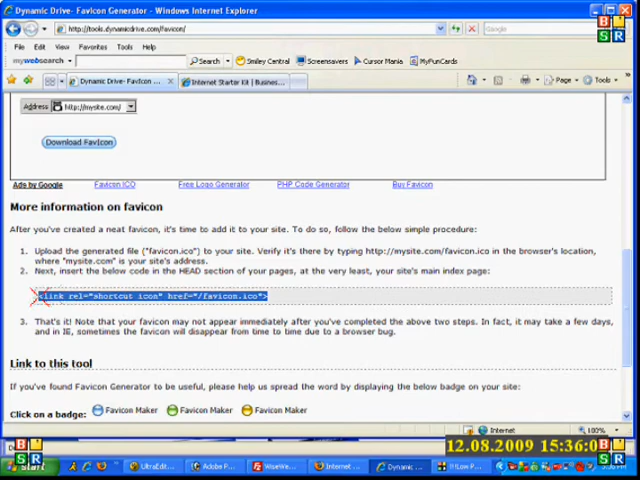 Dynamic Drive- Favicon Generator - Windows Internet Explorer
http://tools.dynamicdrive.com/favicon/
Google
File Edit View Favorites Tools Help
mywebsearch Search Smiley Central Screensavers Cursor Mania MyFunCards
Dynamic Drive- FavIcon ... Internet Starter Kit | Busines... Page Tools
Address http://mysite.com/
Download FavIcon
Ads by Google Favicon ICO Free Logo Generator PHP Code Generator Buy Favicon
More information on favicon
After you've created a neat favicon, it's time to add it to your site. To do so, follow the below simple procedure:
1. Upload the generated file ("favicon.ico") to your site. Verify it's there by typing http://mysite.com/favicon.ico in the browser's location,
where "mysite.com" is your site's address.
2. Next, insert the below code in the HEAD section of your pages, at the very least, your site's main index page:
<link rel="shortcut icon" href="/favicon.ico">
3. That's it! Note that your favicon may not appear immediately after you've completed the above two steps. In fact, it may take a few days,
and in IE, sometimes the favicon will disappear from time to time due to a browser bug.
Link to this tool
If you've found Favicon Generator to be useful, please help us spread the word by displaying the below badge on your site:
Click on a badge: Favicon Maker Favicon Maker Favicon Maker
Internet 100%
12.08.2009 15:36:0
start UltraEdit... Adobe P... WiseWe... Internet ... Dynamic ...
B S R